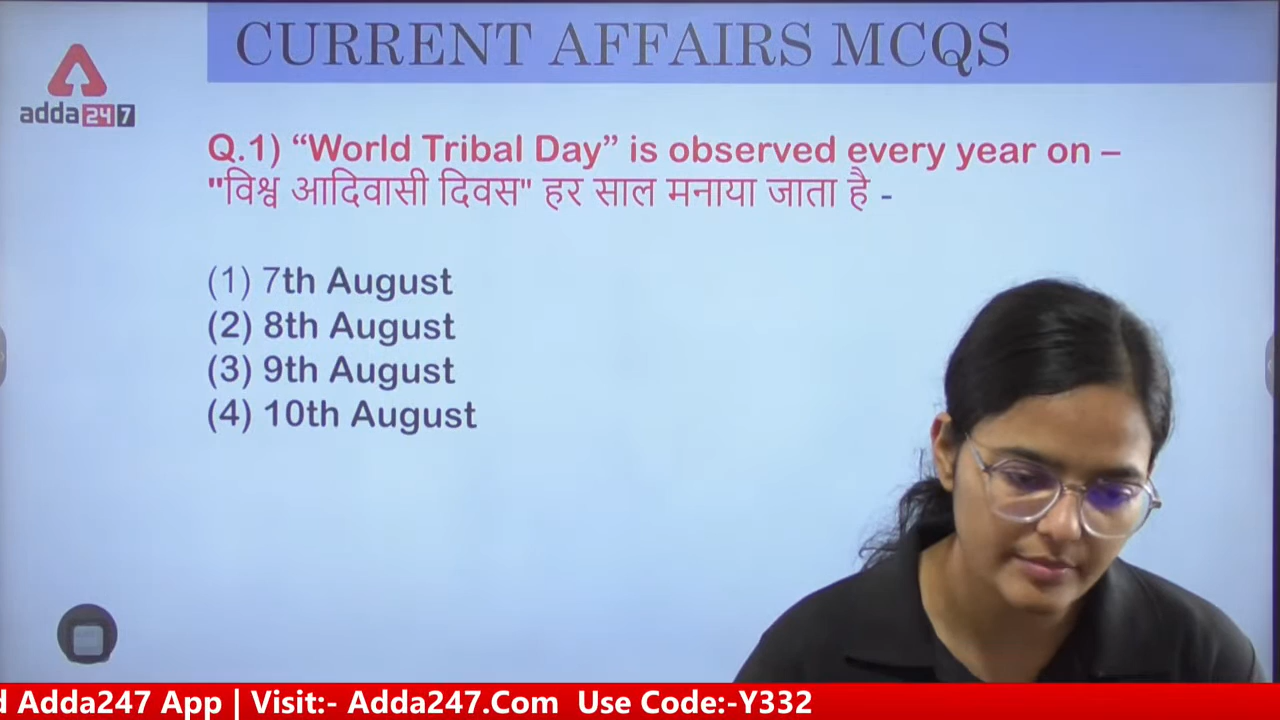 CURRENT AFFAIRS MCQS
adda247
Q.1) “World Tribal Day” is observed every year on –
"विश्व आदिवासी दिवस" हर साल मनाया जाता है -
(1) 7th August
(2) 8th August
(3) 9th August
(4) 10th August
Adda247 App | Visit:- Adda247.Com Use Code:-Y332